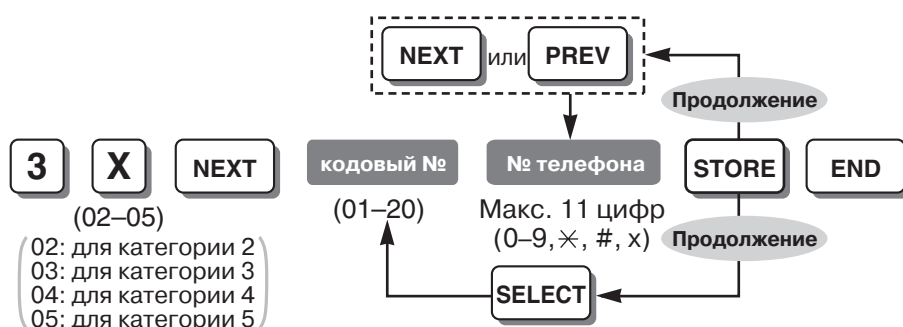 NEXT или PREV
Продолжение
3 X NEXT кодовый № № телефона STORE END
(02–05) (01–20) Макс. 11 цифр
(0–9, ✳, #, x) Продолжение
02: для категории 2
03: для категории 3
04: для категории 4
05: для категории 5
SELECT